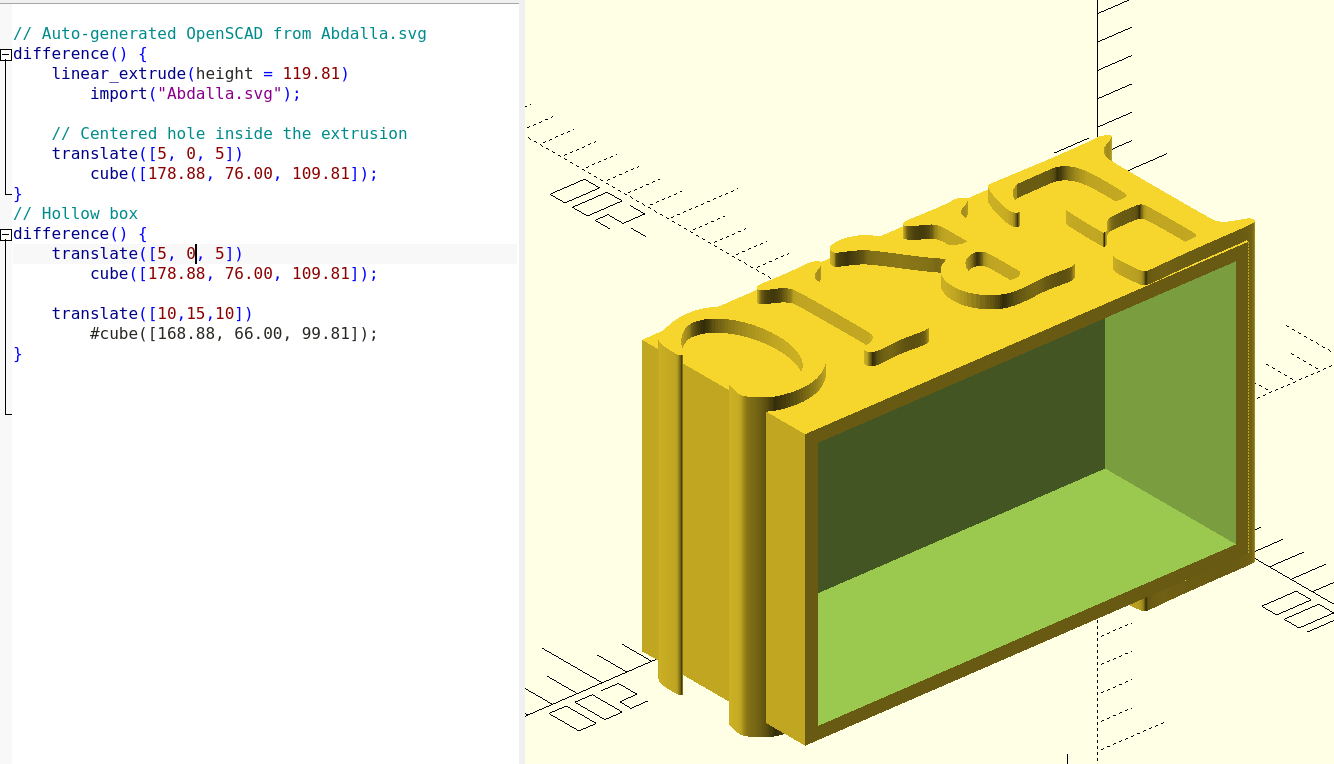 // Auto-generated OpenSCAD from Abdalla.svg
difference() {
    linear_extrude(height = 119.81)
        import("Abdalla.svg");
    // Centered hole inside the extrusion
    translate([5, 0, 5])
        cube([178.88, 76.00, 109.81]);
}
// Hollow box
difference() {
    translate([5, 0, 5])
        cube([178.88, 76.00, 109.81]);
    translate([10,15,10])
        #cube([168.88, 66.00, 99.81]);
}